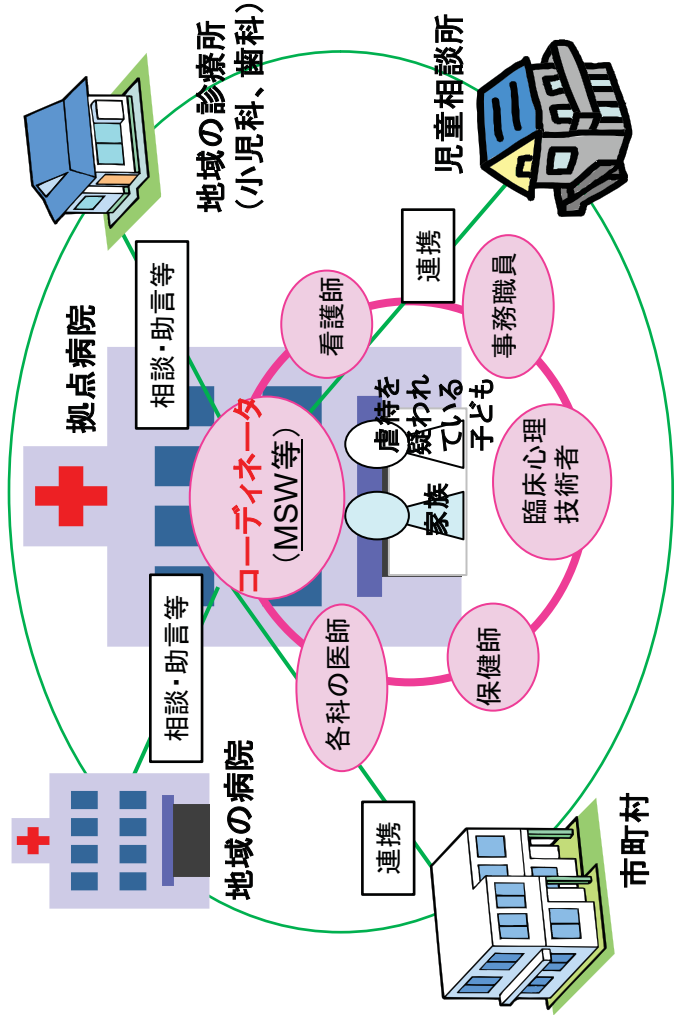 拠点病院
地域の病院
地域の診療所
（小児科、歯科）
相談・助言等
相談・助言等
コーディネータ
（MSW等）
各科の医師
看護師
家族
虐待を
疑われ
ている
子ども
保健師
事務職員
臨床心理
技術者
連携
連携
市町村
児童相談所